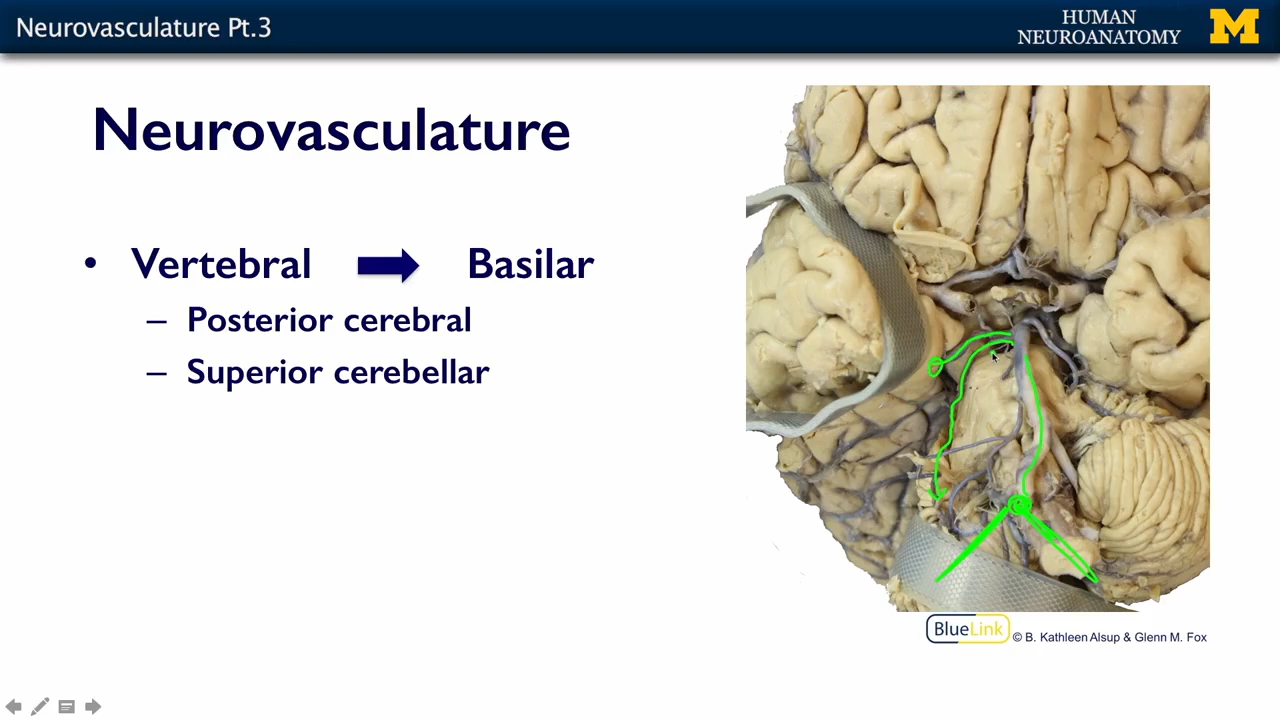 Neurovasculature Pt.3
HUMAN
NEUROANATOMY
M
Neurovasculature
• Vertebral Basilar
– Posterior cerebral
– Superior cerebellar
BlueLink
© B. Kathleen Alsup & Glenn M. Fox